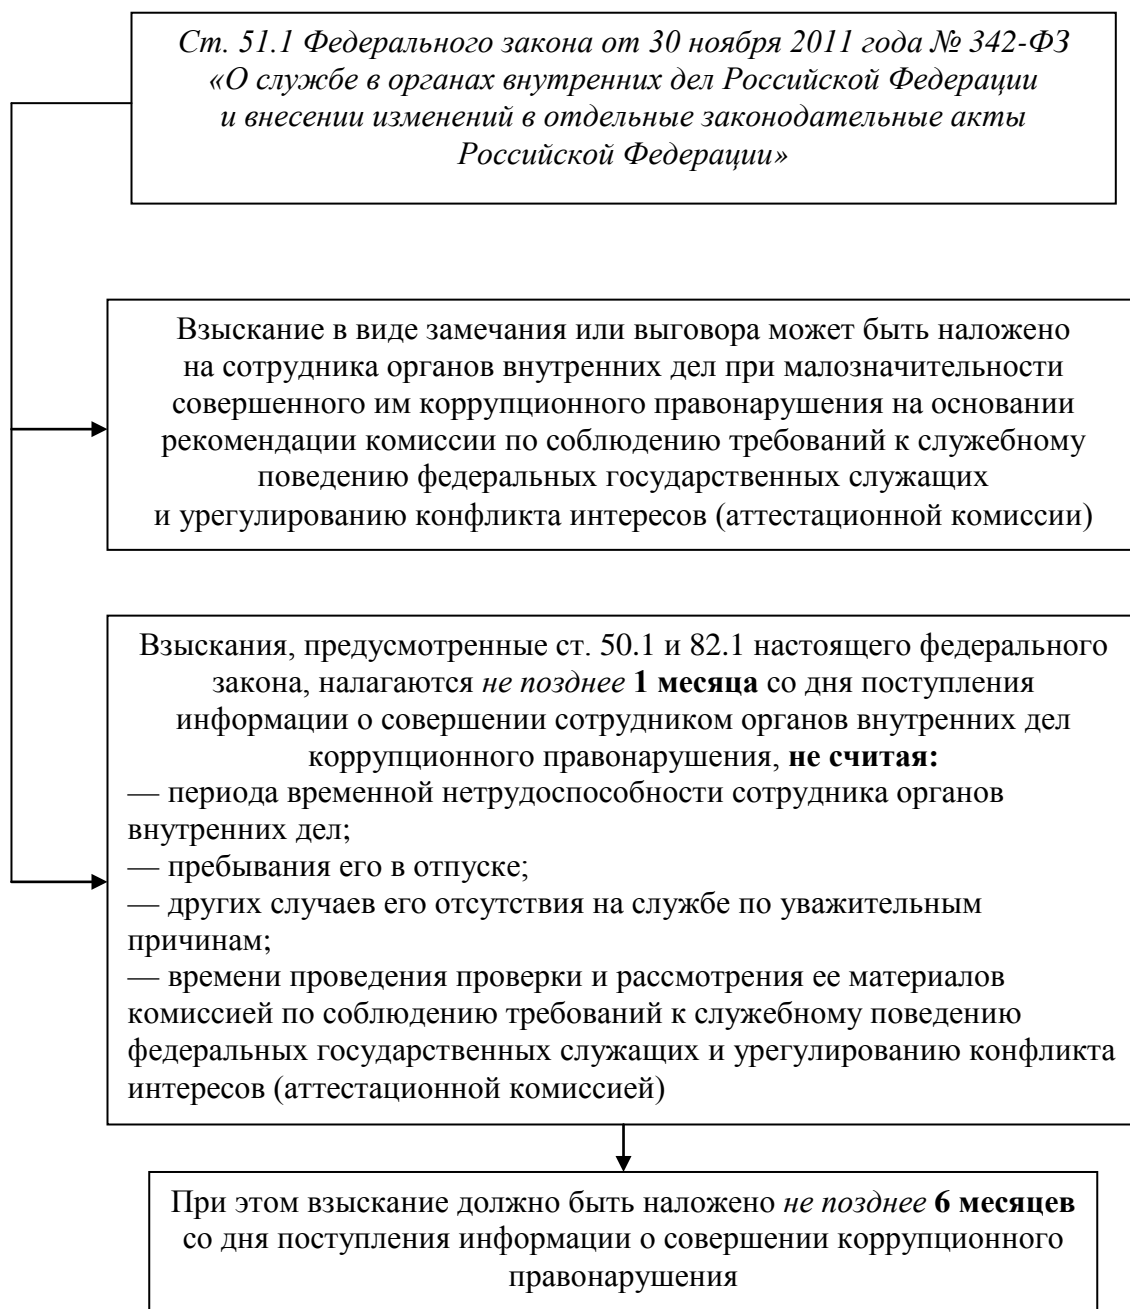 Ст. 51.1 Федерального закона от 30 ноября 2011 года № 342-ФЗ
«О службе в органах внутренних дел Российской Федерации
и внесении изменений в отдельные законодательные акты
Российской Федерации»
Взыскание в виде замечания или выговора может быть наложено
на сотрудника органов внутренних дел при малозначительности
совершенного им коррупционного правонарушения на основании
рекомендации комиссии по соблюдению требований к служебному
поведению федеральных государственных служащих
и урегулированию конфликта интересов (аттестационной комиссии)
Взыскания, предусмотренные ст. 50.1 и 82.1 настоящего федерального
закона, налагаются не позднее 1 месяца со дня поступления
информации о совершении сотрудником органов внутренних дел
коррупционного правонарушения, не считая:
— периода временной нетрудоспособности сотрудника органов
внутренних дел;
— пребывания его в отпуске;
— других случаев его отсутствия на службе по уважительным
причинам;
— времени проведения проверки и рассмотрения ее материалов
комиссией по соблюдению требований к служебному поведению
федеральных государственных служащих и урегулированию конфликта
интересов (аттестационной комиссией)
При этом взыскание должно быть наложено не позднее 6 месяцев
со дня поступления информации о совершении коррупционного
правонарушения